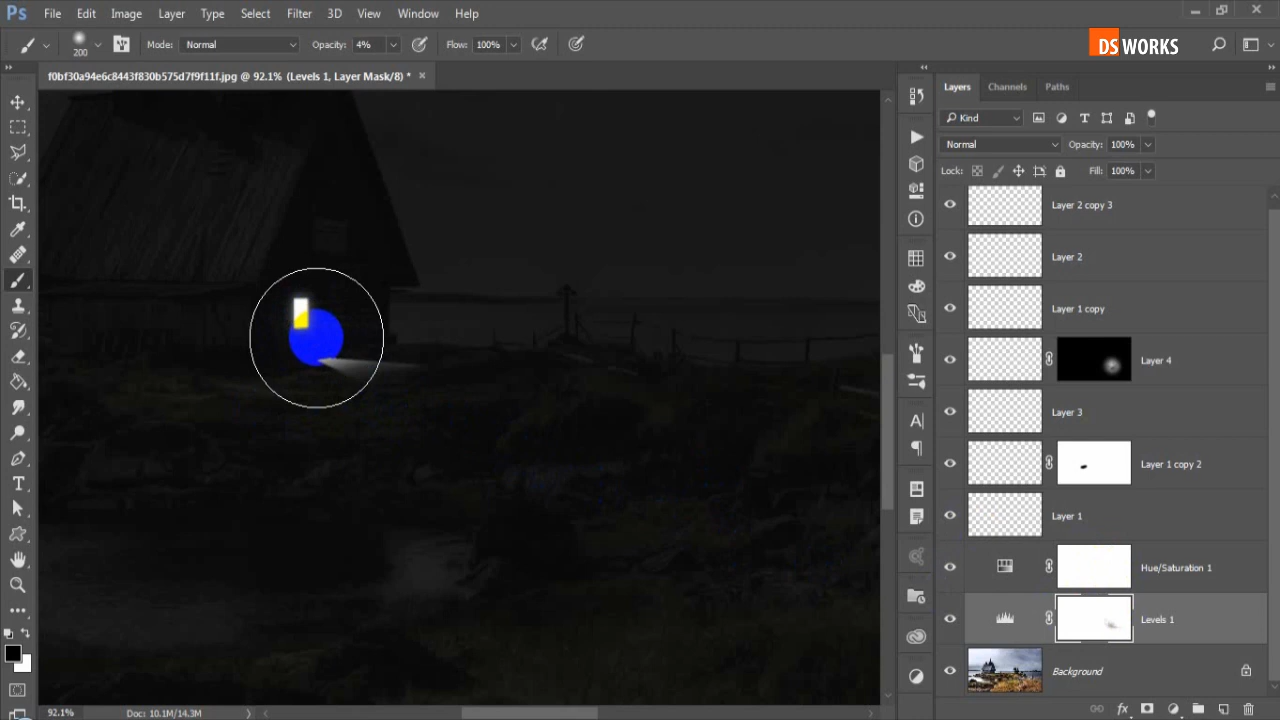 Ps File Edit Image Layer Type Select Filter 3D View Window Help
200 Mode: Normal Opacity: 4% Flow: 100%
DS WORKS
f0bf30a94e6c8443f830b575d7f9f11f.jpg @ 92.1% (Levels 1, Layer Mask/8) *
Layers Channels Paths
Kind
Normal Opacity: 100%
Lock: Fill: 100%
Layer 2 copy 3
Layer 2
Layer 1 copy
Layer 4
Layer 3
Layer 1 copy 2
Layer 1
Hue/Saturation 1
Levels 1
Background
92.1% Doc: 10.1M/14.3M